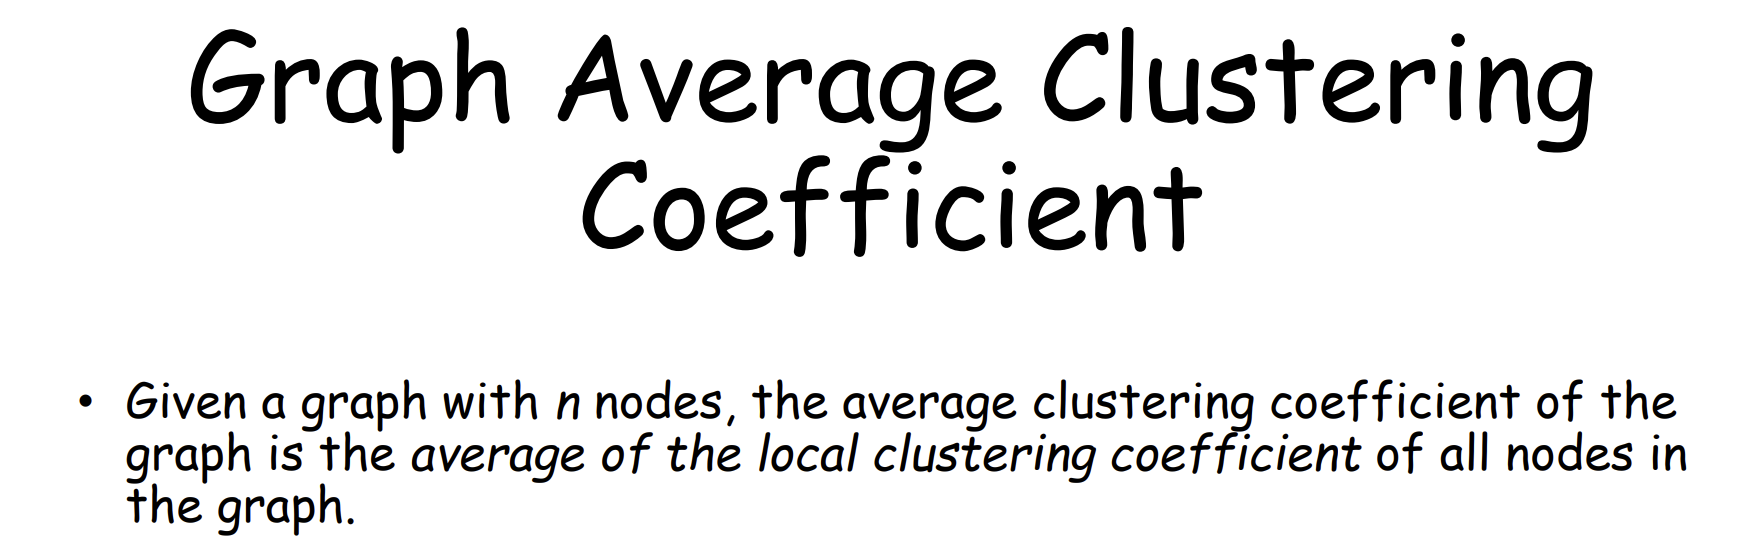 Graph Average Clustering
Coefficient
• Given a graph with n nodes, the average clustering coefficient of the
graph is the average of the local clustering coefficient of all nodes in
the graph.